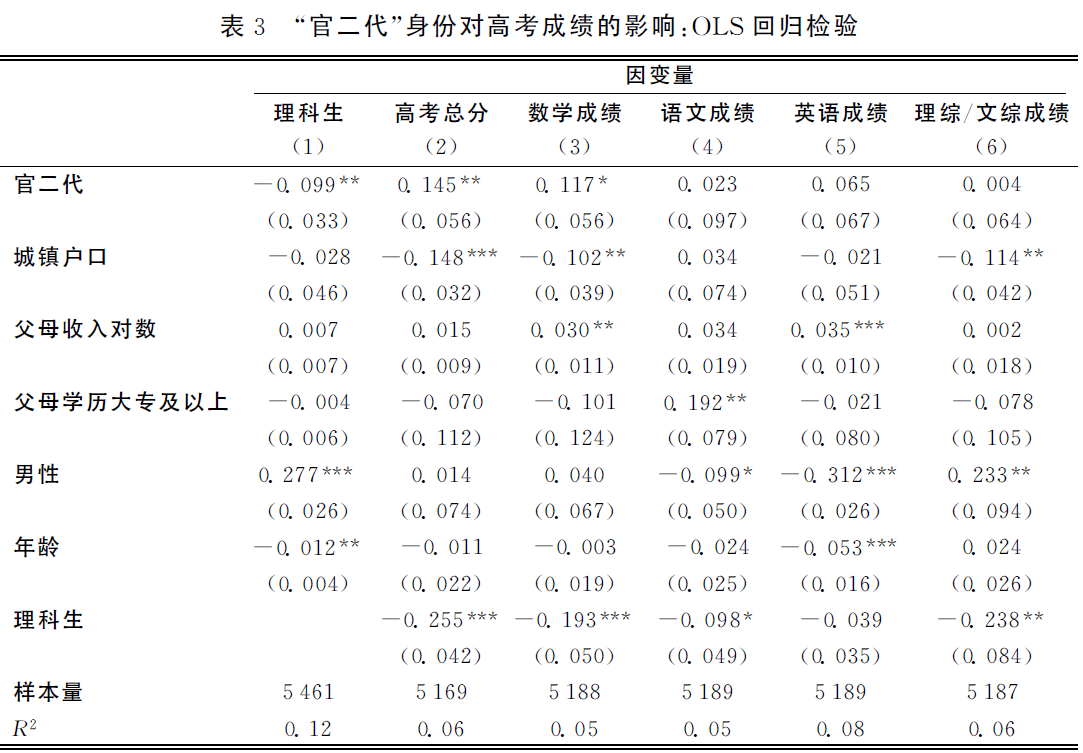 表 3 “官二代”身份对高考成绩的影响:OLS 回归检验
因变量
理科生 高考总分 数学成绩 语文成绩 英语成绩 理综/文综成绩
(1) (2) (3) (4) (5) (6)
官二代 -0.099** 0.145** 0.117* 0.023 0.065 0.004
(0.033) (0.056) (0.056) (0.097) (0.067) (0.064)
城镇户口 -0.028 -0.148*** -0.102** 0.034 -0.021 -0.114**
(0.046) (0.032) (0.039) (0.074) (0.051) (0.042)
父母收入对数 0.007 0.015 0.030** 0.034 0.035*** 0.002
(0.007) (0.009) (0.011) (0.019) (0.010) (0.018)
父母学历大专及以上 -0.004 -0.070 -0.101 0.192** -0.021 -0.078
(0.006) (0.112) (0.124) (0.079) (0.080) (0.105)
男性 0.277*** 0.014 0.040 -0.099* -0.312*** 0.233**
(0.026) (0.074) (0.067) (0.050) (0.026) (0.094)
年龄 -0.012** -0.011 -0.003 -0.024 -0.053*** 0.024
(0.004) (0.022) (0.019) (0.025) (0.016) (0.026)
理科生 -0.255*** -0.193*** -0.098* -0.039 -0.238**
(0.042) (0.050) (0.049) (0.035) (0.084)
样本量 5 461 5 169 5 188 5 189 5 189 5 187
R² 0.12 0.06 0.05 0.05 0.08 0.06